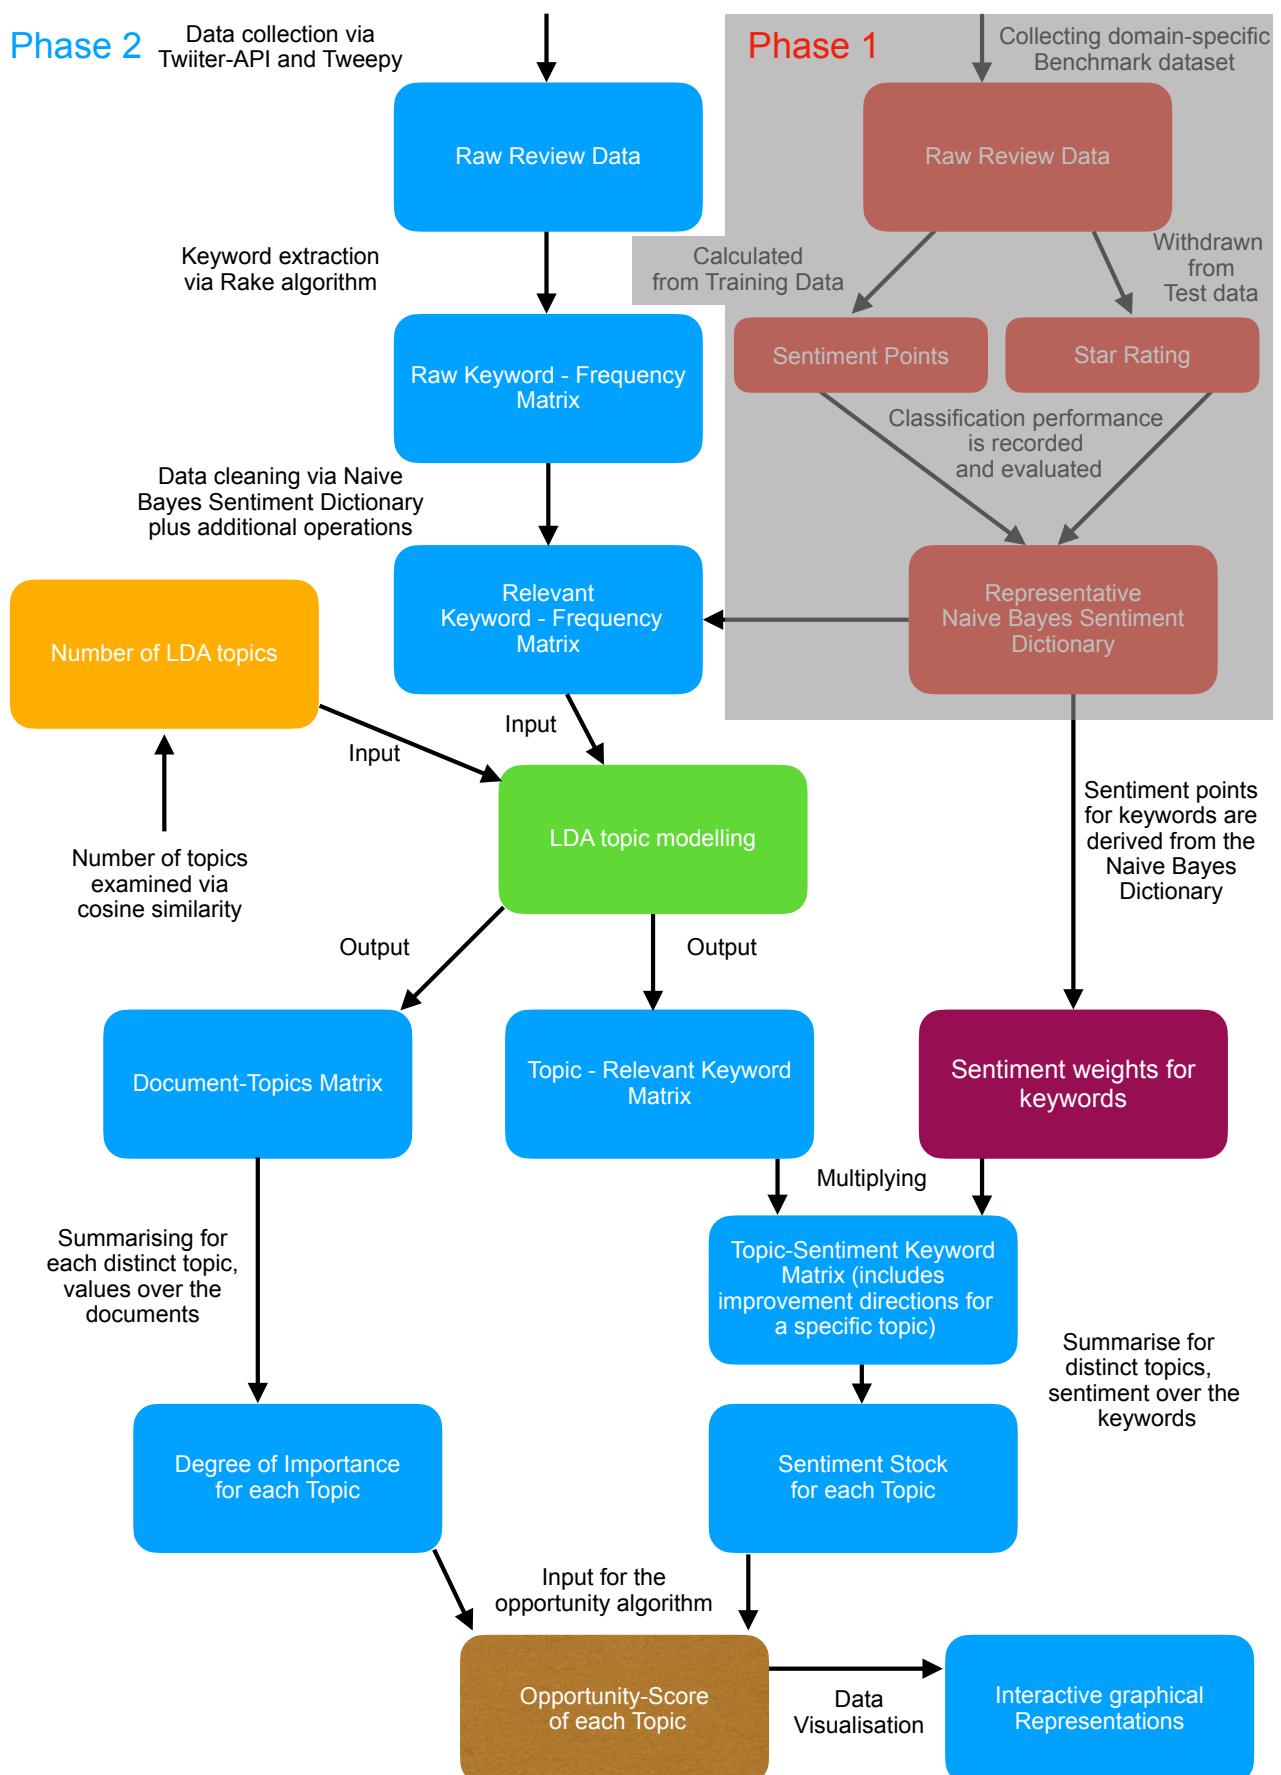 Phase 2
Data collection via
Twiiter-API and Tweepy
Phase 1
Collecting domain-specific
Benchmark dataset
Raw Review Data
Raw Review Data
Keyword extraction
via Rake algorithm
Calculated
from Training Data
Withdrawn
from
Test data
Raw Keyword - Frequency
Matrix
Sentiment Points
Star Rating
Classification performance
is recorded
and evaluated
Data cleaning via Naive
Bayes Sentiment Dictionary
plus additional operations
Relevant
Keyword - Frequency
Matrix
Representative
Naive Bayes Sentiment
Dictionary
Number of LDA topics
Input
Input
LDA topic modelling
Number of topics
examined via
cosine similarity
Sentiment points
for keywords are
derived from the
Naive Bayes
Dictionary
Output
Output
Document-Topics Matrix
Topic - Relevant Keyword
Matrix
Sentiment weights for
keywords
Multiplying
Summarising for
each distinct topic,
values over the
documents
Topic-Sentiment Keyword
Matrix (includes
improvement directions for
a specific topic)
Summarise for
distinct topics,
sentiment over the
keywords
Degree of Importance
for each Topic
Sentiment Stock
for each Topic
Input for the
opportunity algorithm
Opportunity-Score
of each Topic
Data
Visualisation
Interactive graphical
Representations